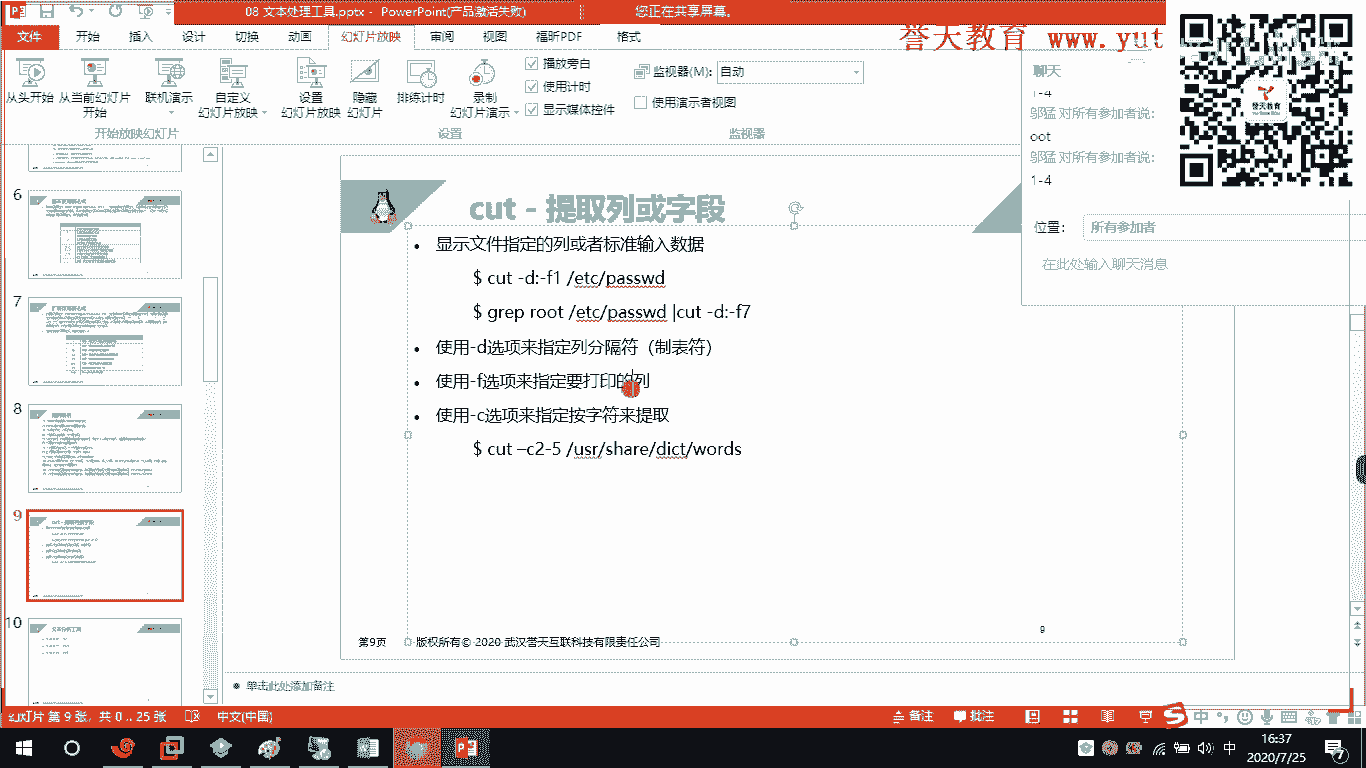 08 文本处理工具.pptx - PowerPoint(产品激活失败)
您正在共享屏幕。
文件 开始 插入 设计 切换 动画 幻灯片放映 审阅 视图 福昕PDF 格式
誉天教育 www.yut
从头开始 从当前幻灯片开始 联机演示 自定义幻灯片放映 设置幻灯片放映 隐藏幻灯片 排练计时 录制幻灯片演示
播放旁白
使用计时
显示媒体控件
监视器(M): 自动
使用演示者视图
开始放映幻灯片 设置 监视器
聊天
1-4
邬猛 对所有参加者说:
oot
邬猛 对所有参加者说:
1-4
位置: 所有参加者
在此处输入聊天消息
誉天教育
6
7
8
9
10
cut - 提取列或字段
• 显示文件指定的列或者标准输入数据
$ cut -d:-f1 /etc/passwd
$ grep root /etc/passwd |cut -d:-f7
• 使用-d选项来指定列分隔符（制表符）
• 使用-f选项来指定要打印的列
• 使用-c选项来指定按字符来提取
$ cut –c2-5 /usr/share/dict/words
第9页 版权所有© 2020 武汉誉天互联科技有限责任公司
9
单击此处添加备注
幻灯片 第 9 张，共 0 .. 25 张 中文(中国)
备注 批注
中
中
16:37
2020/7/25
7